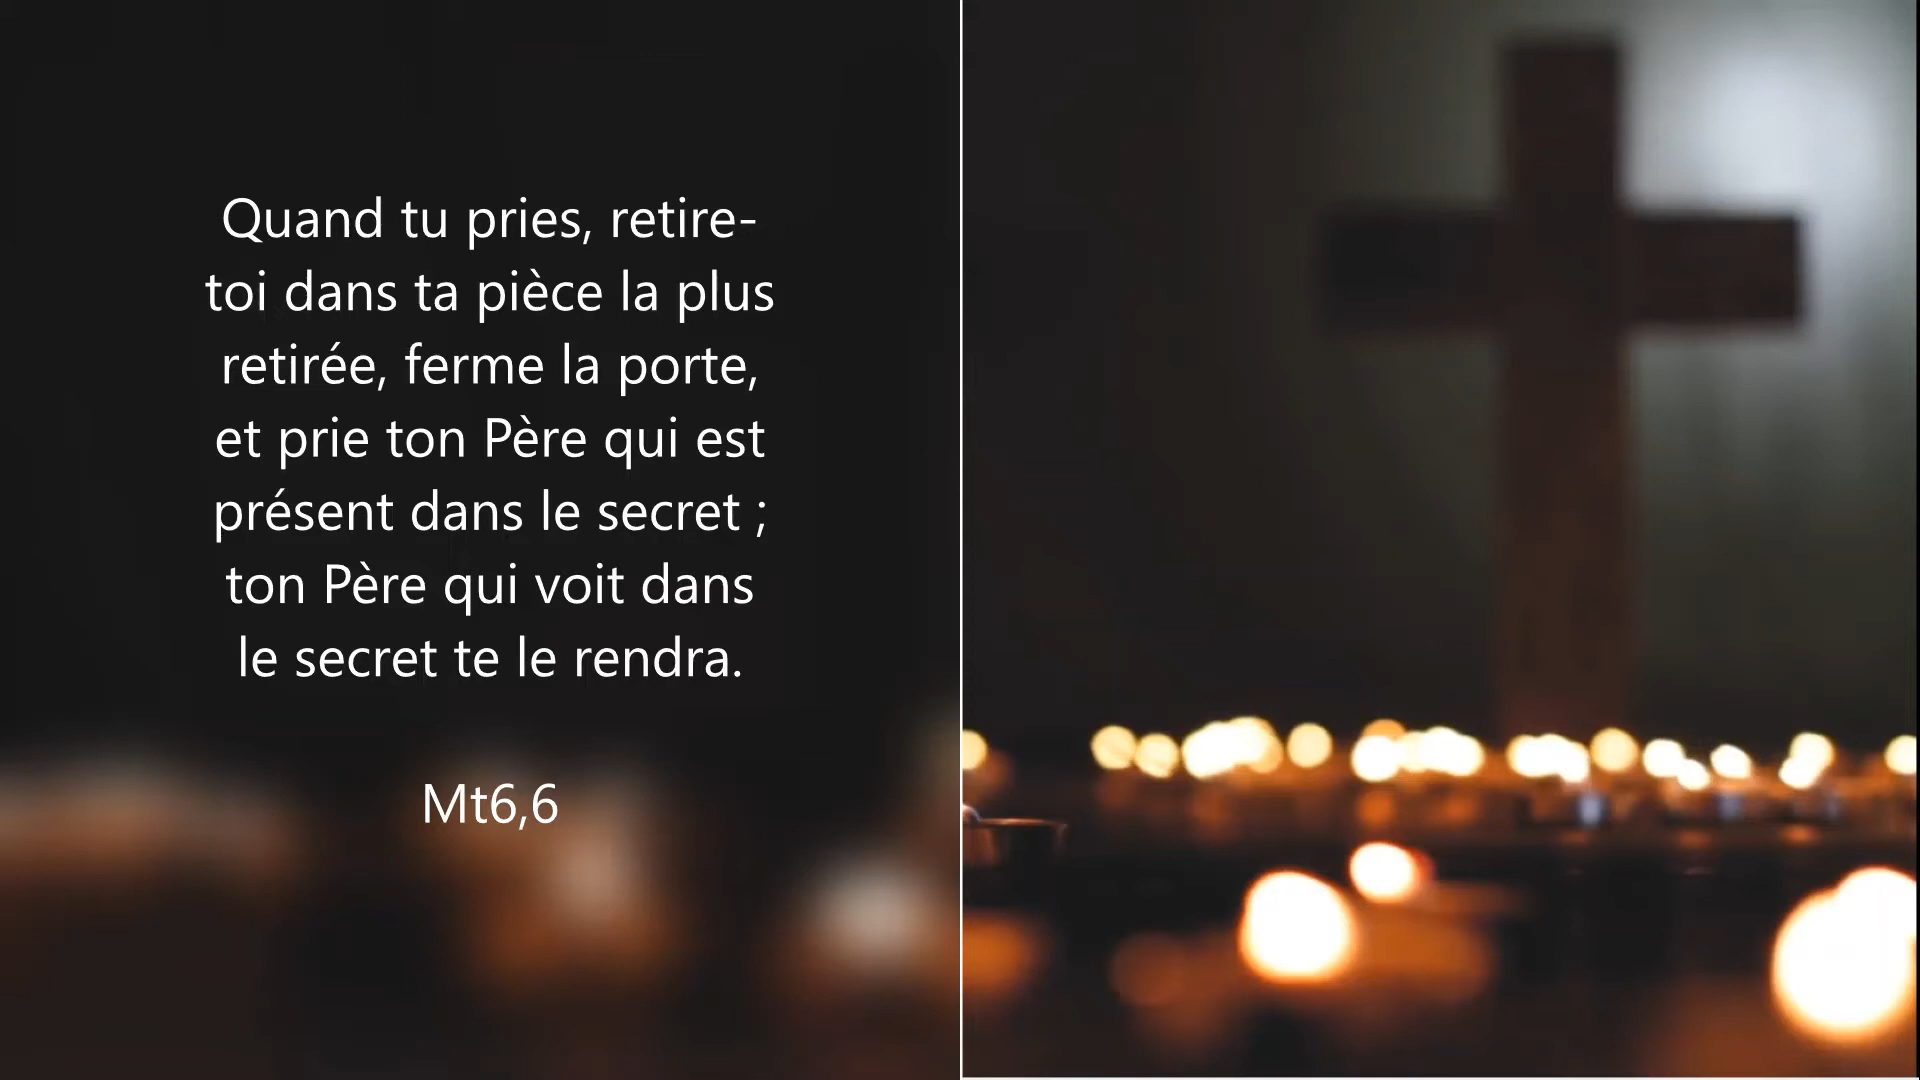 Quand tu pries, retire-
toi dans ta pièce la plus
retirée, ferme la porte,
et prie ton Père qui est
présent dans le secret ;
ton Père qui voit dans
le secret te le rendra.
Mt6,6